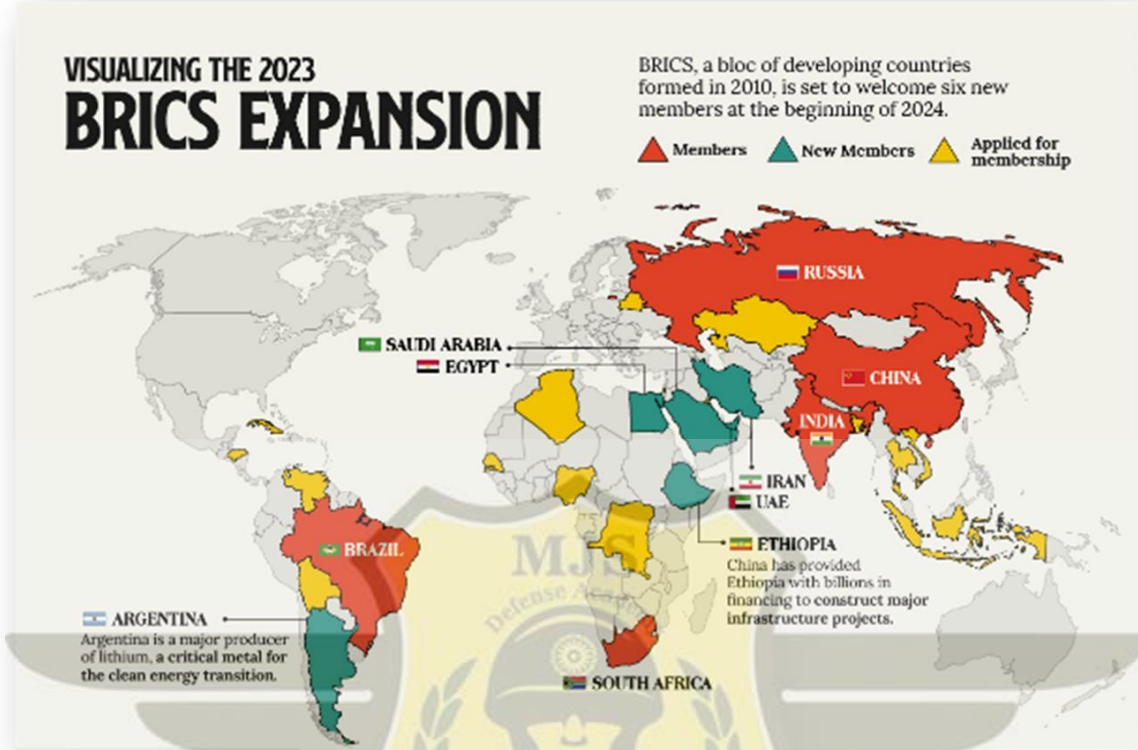 VISUALIZING THE 2023
BRICS EXPANSION
BRICS, a bloc of developing countries
formed in 2010, is set to welcome six new
members at the beginning of 2024.
Members
New Members
Applied for
membership
RUSSIA
SAUDI ARABIA
EGYPT
CHINA
INDIA
IRAN
UAE
BRAZIL
ETHIOPIA
China has provided
Ethiopia with billions in
financing to construct major
infrastructure projects.
ARGENTINA
Argentina is a major producer
of lithium, a critical metal for
the clean energy transition.
SOUTH AFRICA
MJS
Defense